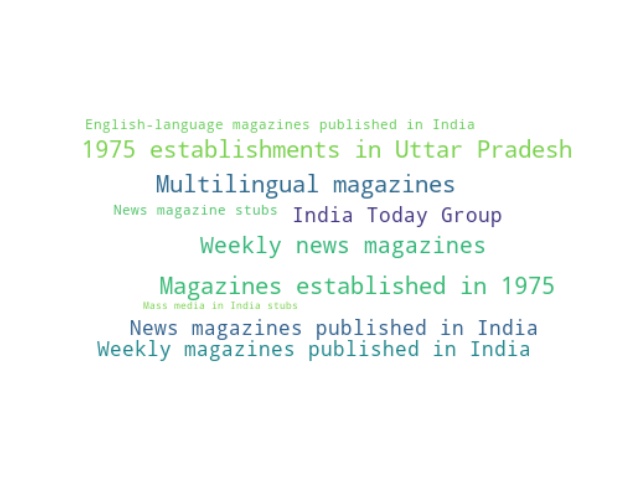 English-language magazines published in India
1975 establishments in Uttar Pradesh
Multilingual magazines
News magazine stubs
India Today Group
Weekly news magazines
Magazines established in 1975
Mass media in India stubs
News magazines published in India
Weekly magazines published in India